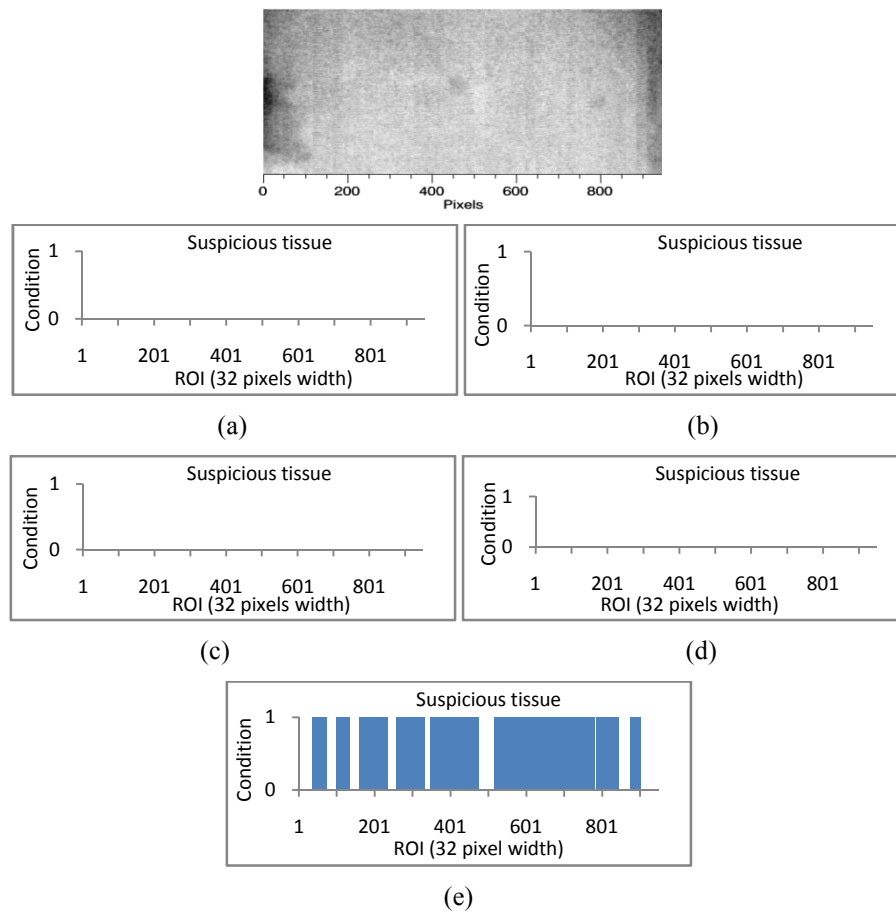 0 200 400 600 800
Pixels
Suspicious tissue
Condition
1
0
1 201 401 601 801
ROI (32 pixels width)
(a)
Suspicious tissue
Condition
1
0
1 201 401 601 801
ROI (32 pixels width)
(b)
Suspicious tissue
Condition
1
0
1 201 401 601 801
ROI (32 pixels width)
(c)
Suspicious tissue
Condition
1
0
1 201 401 601 801
ROI (32 pixels width)
(d)
Suspicious tissue
Condition
1
0
1 201 401 601 801
ROI (32 pixel width)
(e)